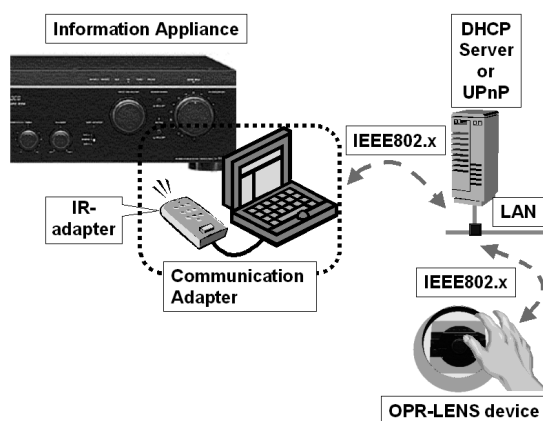 Information Appliance
DHCP
Server
or
UPnP
IEEE802.x
IR-
adapter
LAN
Communication
Adapter
IEEE802.x
OPR-LENS device